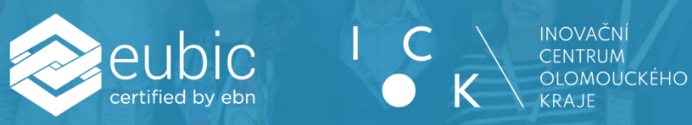 eubic
certified by ebn
I C
K
INOVAČNÍ
CENTRUM
OLOMOUCKÉHO
KRAJE